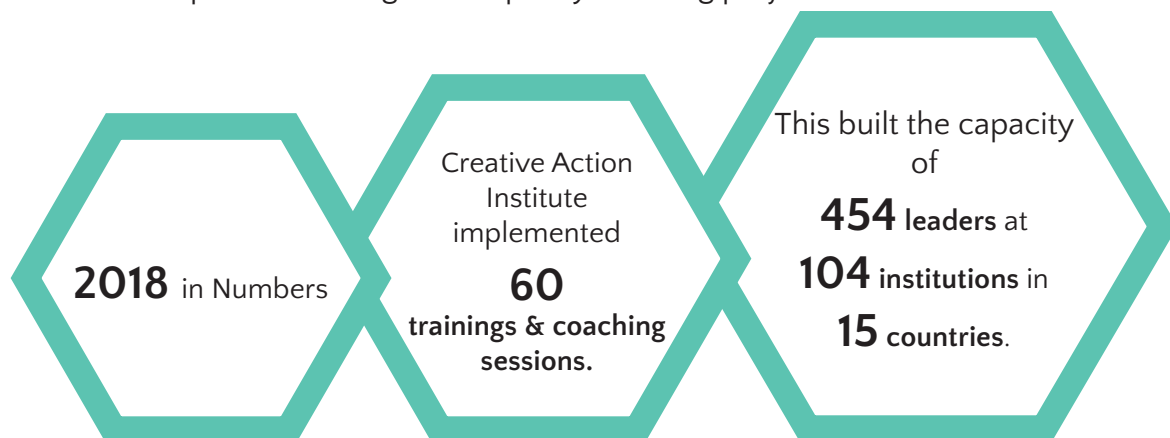 2018 in Numbers
Creative Action
Institute
implemented
60
trainings & coaching
sessions.
This built the capacity
of
454 leaders at
104 institutions in
15 countries.